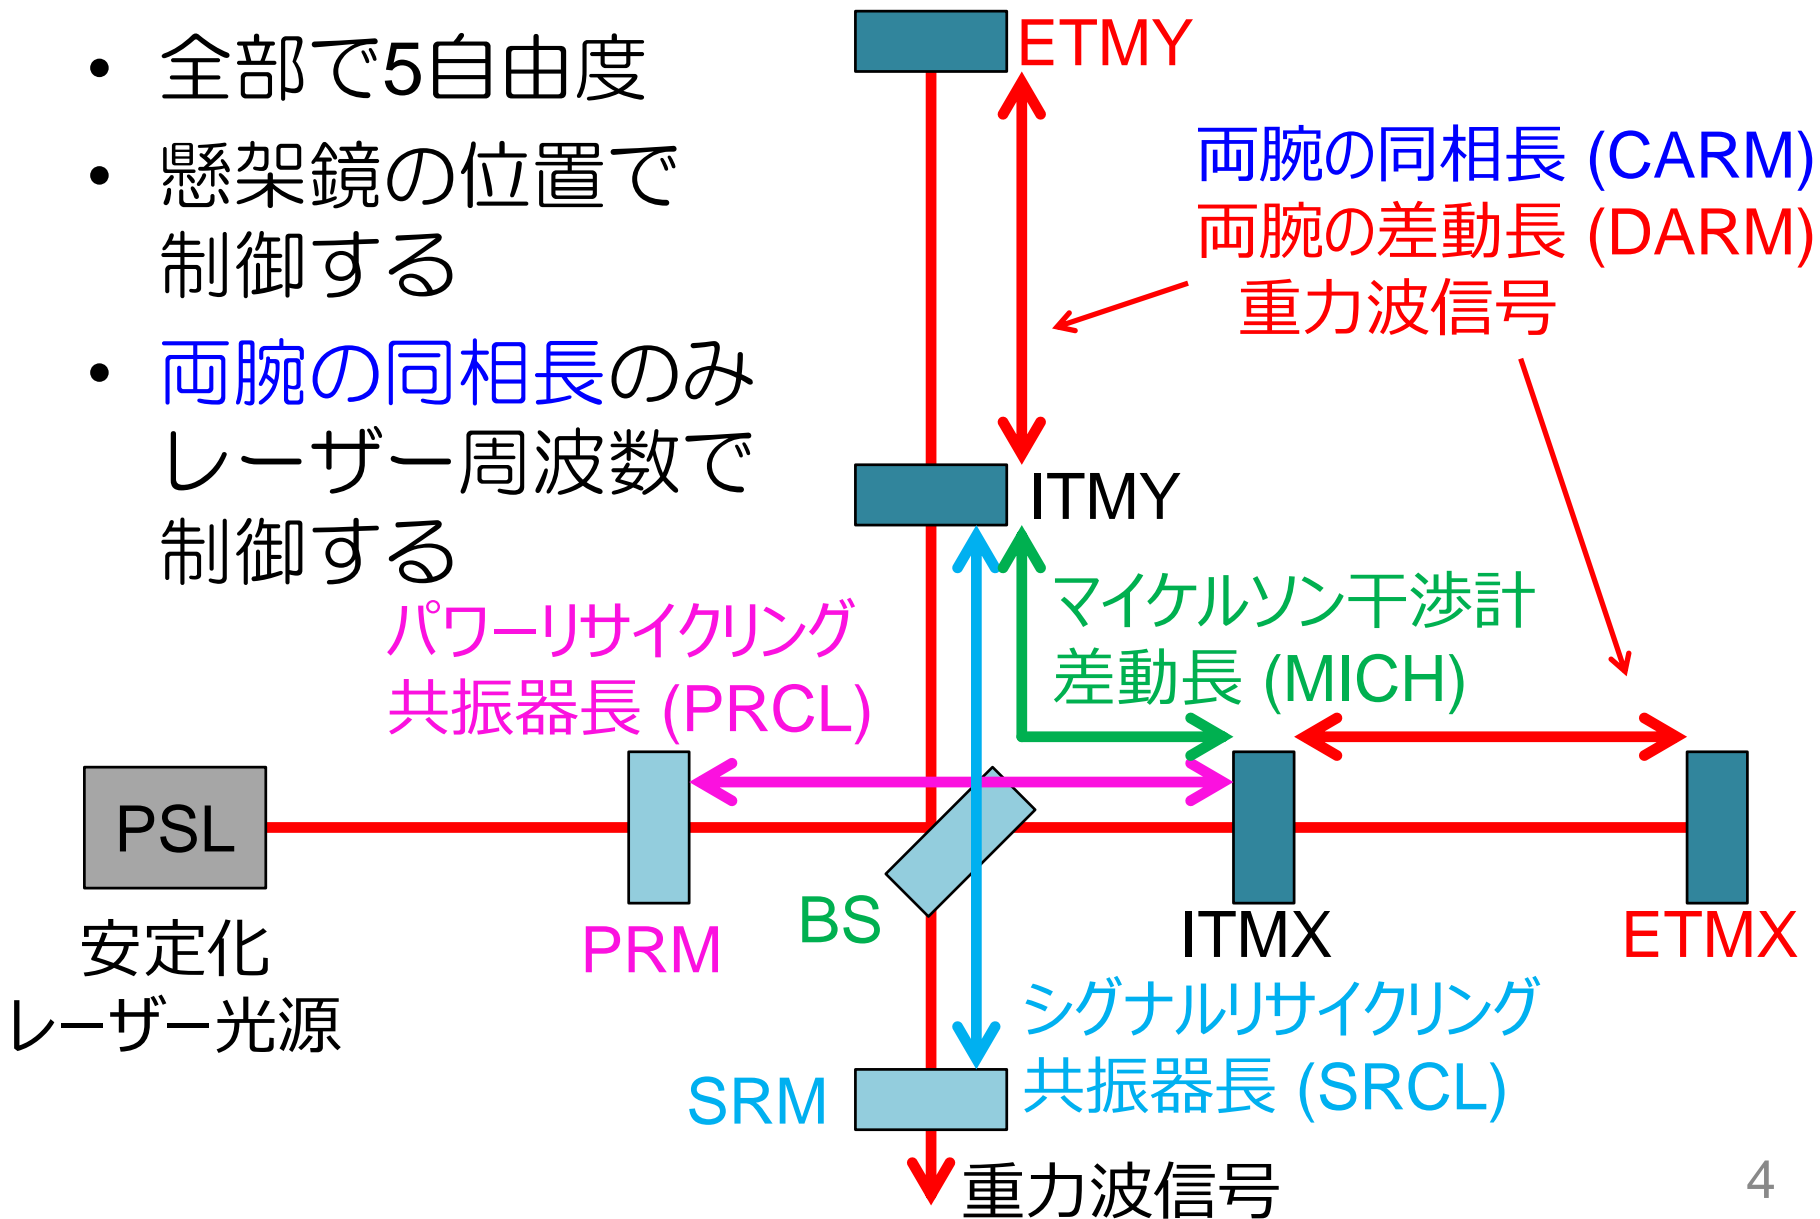 • 全部で5自由度
• 懸架鏡の位置で
制御する
• 両腕の同相長のみ
レーザー周波数で
制御する
ETMY
両腕の同相長 (CARM)
両腕の差動長 (DARM)
重力波信号
ITMY
マイケルソン干渉計
差動長 (MICH)
パワーリサイクリング
共振器長 (PRCL)
PSL
安定化
レーザー光源
PRM
BS
ITMX
ETMX
シグナルリサイクリング
共振器長 (SRCL)
SRM
重力波信号
4